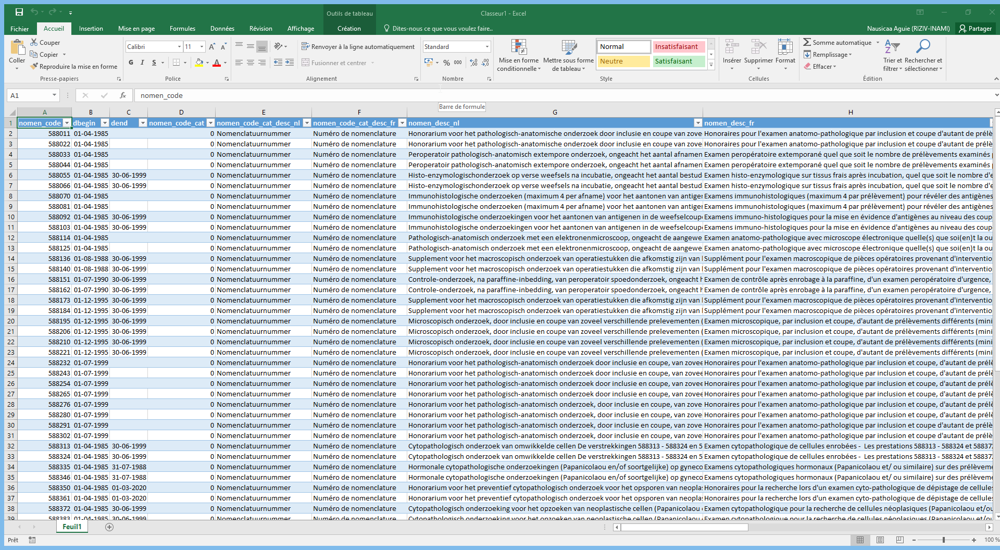 Outils de tableau
Classeur1 - Excel
Fichier Accueil Insertion Mise en page Formules Données Révision Affichage Création Dites-nous ce que vous voulez faire.. Nausicaa Aguie (RIZIV-INAMI) Partager
Coller
Couper
Copier
Reproduire la mise en forme
Presse-papiers
Calibri 11
G I S
Police
Renvoyer à la ligne automatiquement
Fusionner et centrer
Alignement
Standard
% 000
Nombre
Mise en forme conditionnelle
Mettre sous forme de tableau
Normal Insatisfaisant
Neutre Satisfaisant
Style
Insérer Supprimer Format
Cellules
Somme automatique
Remplissage
Effacer
Trier et filtrer
Rechercher et sélectionner
Édition
A1 fx nomen_code
Barre de formule
A B C D E F G H
1 nomen_code dbegin dend nomen_code_cat nomen_code_cat_desc_nl nomen_code_cat_desc_fr nomen_desc_nl nomen_desc_fr
2 588011 01-04-1985 0 Nomenclatuurnummer Numéro de nomenclature Honorarium voor het pathologisch-anatomische onderzoek door inclusie en coupe van zove Honoraires pour l'examen anatomo-pathologique par inclusion et coupe d'autant de prélè
3 588022 01-04-1985 0 Nomenclatuurnummer Numéro de nomenclature Honorarium voor het pathologisch-anatomische onderzoek door inclusie en coupe van zove Honoraires pour l'examen anatomo-pathologique par inclusion et coupe d'autant de prélè
4 588033 01-04-1985 0 Nomenclatuurnummer Numéro de nomenclature Peroperatoir pathologisch-anatomisch extempore onderzoek, ongeacht het aantal afnamen Examen peropératoire extemporané quel que soit le nombre de prélèvements examinés
5 588044 01-04-1985 0 Nomenclatuurnummer Numéro de nomenclature Peroperatoir pathologisch-anatomisch extempore onderzoek, ongeacht het aantal afnamen Examen peropératoire extemporané quel que soit le nombre de prélèvements examinés
6 588055 01-04-1985 30-06-1999 0 Nomenclatuurnummer Numéro de nomenclature Histo-enzymologischonderzoek op verse weefsels na incubatie, ongeacht het aantal bestud Examen histo-enzymologique sur tissus frais après incubation, quel que soit le nombre d'e
7 588066 01-04-1985 30-06-1999 0 Nomenclatuurnummer Numéro de nomenclature Histo-enzymologischonderzoek op verse weefsels na incubatie, ongeacht het aantal bestud Examen histo-enzymologique sur tissus frais après incubation, quel que soit le nombre d'e
8 588070 01-04-1985 0 Nomenclatuurnummer Numéro de nomenclature Immunohistologische onderzoeken (maximum 4 per afname) voor het aantonen van antiger Examens immunohistologiques (maximum 4 par prélèvement) pour révéler des antigènes
9 588081 01-04-1985 0 Nomenclatuurnummer Numéro de nomenclature Immunohistologische onderzoeken (maximum 4 per afname) voor het aantonen van antiger Examens immunohistologiques (maximum 4 par prélèvement) pour révéler des antigènes
10 588092 01-04-1985 30-06-1999 0 Nomenclatuurnummer Numéro de nomenclature Immunohistologische onderzoekingen voor het aantonen van antigenen in de weefselcoup Examens immuno-histologiques pour la mise en évidence d'antigènes au niveau des coup
11 588103 01-04-1985 30-06-1999 0 Nomenclatuurnummer Numéro de nomenclature Immunohistologische onderzoekingen voor het aantonen van antigenen in de weefselcoup Examens immuno-histologiques pour la mise en évidence d'antigènes au niveau des coup
12 588114 01-04-1985 0 Nomenclatuurnummer Numéro de nomenclature Pathologisch-anatomisch onderzoek met een elektronenmicroscoop, ongeacht de aangewe Examen anatomo-pathologique avec microscope électronique quelle(s) que soi(en)t la ou
13 588125 01-04-1985 0 Nomenclatuurnummer Numéro de nomenclature Pathologisch-anatomisch onderzoek met een elektronenmicroscoop, ongeacht de aangewe Examen anatomo-pathologique avec microscope électronique quelle(s) que soi(en)t la ou
14 588136 01-08-1988 30-06-1999 0 Nomenclatuurnummer Numéro de nomenclature Supplement voor het macroscopisch onderzoek van operatiestukken die afkomstig zijn van Supplément pour l'examen macroscopique de pièces opératoires provenant d'interventio
15 588140 01-08-1988 30-06-1999 0 Nomenclatuurnummer Numéro de nomenclature Supplement voor het macroscopisch onderzoek van operatiestukken die afkomstig zijn van Supplément pour l'examen macroscopique de pièces opératoires provenant d'interventio
16 588151 01-07-1990 30-06-1999 0 Nomenclatuurnummer Numéro de nomenclature Controle-onderzoek, na paraffine-inbedding, van peroperatoir spoedonderzoek, ongeacht h Examen de contrôle après enrobage à la paraffine, d'un examen peropératoire d'urgence,
17 588162 01-07-1990 30-06-1999 0 Nomenclatuurnummer Numéro de nomenclature Controle-onderzoek, na paraffine-inbedding, van peroperatoir spoedonderzoek, ongeacht h Examen de contrôle après enrobage à la paraffine, d'un examen peropératoire d'urgence,
18 588173 01-12-1995 30-06-1999 0 Nomenclatuurnummer Numéro de nomenclature Supplement voor het macroscopisch onderzoek van operatiestukken die afkomstig zijn van Supplément pour l'examen macroscopique de pièces opératoires provenant d'interventio
19 588184 01-12-1995 30-06-1999 0 Nomenclatuurnummer Numéro de nomenclature Supplement voor het macroscopisch onderzoek van operatiestukken die afkomstig zijn van Supplément pour l'examen macroscopique de pièces opératoires provenant d'interventio
20 588195 01-12-1995 30-06-1999 0 Nomenclatuurnummer Numéro de nomenclature Microscopisch onderzoek, door inclusie en coupe van zoveel verschillende prelevementen ( Examen microscopique, par inclusion et coupe, d'autant de prélèvements différents (mini
21 588206 01-12-1995 30-06-1999 0 Nomenclatuurnummer Numéro de nomenclature Microscopisch onderzoek, door inclusie en coupe van zoveel verschillende prelevementen ( Examen microscopique, par inclusion et coupe, d'autant de prélèvements différents (mini
22 588210 01-12-1995 30-06-1999 0 Nomenclatuurnummer Numéro de nomenclature Microscopisch onderzoek, door inclusie en coupe van zoveel verschillende prelevementen ( Examen microscopique, par inclusion et coupe, d'autant de prélèvements différents (mini
23 588221 01-12-1995 30-06-1999 0 Nomenclatuurnummer Numéro de nomenclature Microscopisch onderzoek, door inclusie en coupe van zoveel verschillende prelevementen ( Examen microscopique, par inclusion et coupe, d'autant de prélèvements différents (mini
24 588232 01-07-1999 0 Nomenclatuurnummer Numéro de nomenclature Honorarium voor het pathologisch-anatomisch onderzoek door inclusie en coupe, van zovee Honoraires pour l'examen anatomo-pathologique par inclusion et coupe, d'autant de prélè
25 588243 01-07-1999 0 Nomenclatuurnummer Numéro de nomenclature Honorarium voor het pathologisch-anatomisch onderzoek door inclusie en coupe, van zovee Honoraires pour l'examen anatomo-pathologique par inclusion et coupe, d'autant de prélè
26 588254 01-07-1999 0 Nomenclatuurnummer Numéro de nomenclature Honorarium voor het pathologisch-anatomisch onderzoek door inclusie en coupe, van zovee Honoraires pour l'examen anatomo-pathologique par inclusion et coupe, d'autant de prélè
27 588265 01-07-1999 0 Nomenclatuurnummer Numéro de nomenclature Honorarium voor het pathologisch-anatomisch onderzoek door inclusie en coupe, van zovee Honoraires pour l'examen anatomo-pathologique par inclusion et coupe, d'autant de prélè
28 588276 01-07-1999 0 Nomenclatuurnummer Numéro de nomenclature Honorarium voor het pathologisch-anatomisch onderzoek, door inclusie en coupe, van zove Honoraires pour l'examen anatomo-pathologique par inclusion et coupe, d'autant de prélè
29 588280 01-07-1999 0 Nomenclatuurnummer Numéro de nomenclature Honorarium voor het pathologisch-anatomisch onderzoek, door inclusie en coupe, van zove Honoraires pour l'examen anatomo-pathologique par inclusion et coupe, d'autant de prélè
30 588291 01-07-1999 0 Nomenclatuurnummer Numéro de nomenclature Honorarium voor het pathologisch-anatomisch onderzoek, door inclusie en coupe, van zove Honoraires pour l'examen anatomo-pathologique par inclusion et coupe, d'autant de prélè
31 588302 01-07-1999 0 Nomenclatuurnummer Numéro de nomenclature Honorarium voor het pathologisch-anatomisch onderzoek, door inclusie en coupe, van zove Honoraires pour l'examen anatomo-pathologique par inclusion et coupe, d'autant de prélè
32 588313 01-04-1985 30-06-1999 0 Nomenclatuurnummer Numéro de nomenclature Cytopathologisch onderzoek van omwikkelde cellen De verstrekkingen 588313 - 588324 en 5 Examen cytopathologique de cellules enrobées - Les prestations 588313 - 588324 et 588372
33 588324 01-04-1985 30-06-1999 0 Nomenclatuurnummer Numéro de nomenclature Cytopathologisch onderzoek van omwikkelde cellen De verstrekkingen 588313 - 588324 en 5 Examen cytopathologique de cellules enrobées - Les prestations 588313 - 588324 et 588372
34 588335 01-04-1985 31-07-1988 0 Nomenclatuurnummer Numéro de nomenclature Hormonale cytopathologische onderzoekingen (Papanicolaou en/of soortgelijke) op gyneco Examens cytopathologiques hormonaux (Papanicolaou et/ ou similaire) sur des prélèveme
35 588346 01-04-1985 31-07-1988 0 Nomenclatuurnummer Numéro de nomenclature Hormonale cytopathologische onderzoekingen (Papanicolaou en/of soortgelijke) op gyneco Examens cytopathologiques hormonaux (Papanicolaou et/ ou similaire) sur des prélèveme
36 588350 01-04-1985 01-03-2020 0 Nomenclatuurnummer Numéro de nomenclature Honorarium voor het preventief cytopathologisch onderzoek voor het opsporen van neoplas Honoraires pour la recherche lors d'un examen cyto-pathologique de dépistage de cellules
37 588361 01-04-1985 01-03-2020 0 Nomenclatuurnummer Numéro de nomenclature Honorarium voor het preventief cytopathologisch onderzoek voor het opsporen van neoplas Honoraires pour la recherche lors d'un examen cyto-pathologique de dépistage de cellules
38 588372 01-04-1985 30-06-1999 0 Nomenclatuurnummer Numéro de nomenclature Cytopathologisch onderzoeking voor het opzoeken van neoplastische cellen (Papanicolaou Examen cytopathologique pour la recherche de cellules néoplasiques (Papanicolaou et/ou
39 588383 01-04-1985 30-06-1999 0 Nomenclatuurnummer Numéro de nomenclature Cytopathologisch onderzoeking voor het opzoeken van neoplastische cellen (Papanicolaou Examen cytopathologique pour la recherche de cellules néoplasiques (Papanicolaou et/ou
Feuil1
Prêt
100 %